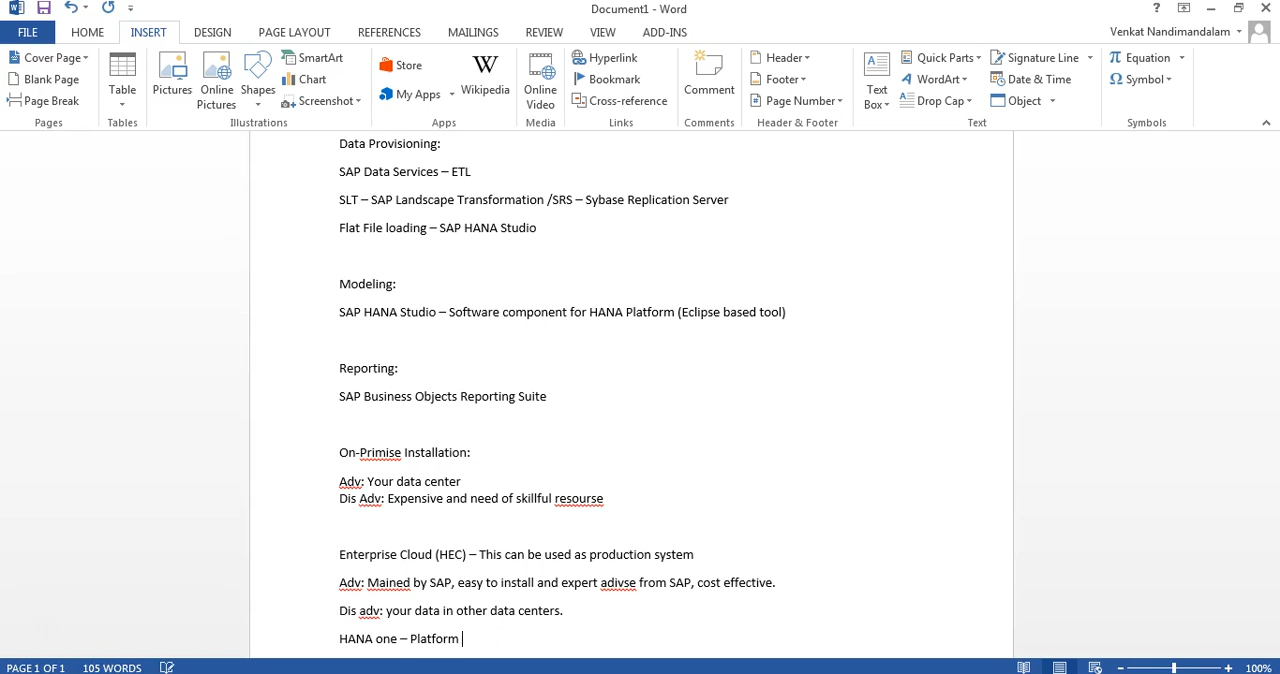 Document1 - Word
?
FILE HOME INSERT DESIGN PAGE LAYOUT REFERENCES MAILINGS REVIEW VIEW ADD-INS Venkat Nandimandalam
Cover Page
Blank Page
Page Break
Pages
Table
Tables
Pictures
Online
Pictures
Shapes
SmartArt
Chart
Screenshot
Illustrations
Store
My Apps
W
Wikipedia
Apps
Online
Video
Media
Hyperlink
Bookmark
Cross-reference
Links
Comment
Comments
Header
Footer
Page Number
Header & Footer
Text
Box
Quick Parts
WordArt
Drop Cap
Signature Line
Date & Time
Object
Text
Equation
Symbol
Symbols
Data Provisioning:
SAP Data Services – ETL
SLT – SAP Landscape Transformation /SRS – Sybase Replication Server
Flat File loading – SAP HANA Studio
Modeling:
SAP HANA Studio – Software component for HANA Platform (Eclipse based tool)
Reporting:
SAP Business Objects Reporting Suite
On-Primise Installation:
Adv: Your data center
Dis Adv: Expensive and need of skillful resourse
Enterprise Cloud (HEC) – This can be used as production system
Adv: Mained by SAP, easy to install and expert adivse from SAP, cost effective.
Dis adv: your data in other data centers.
HANA one – Platform
PAGE 1 OF 1 105 WORDS 100%